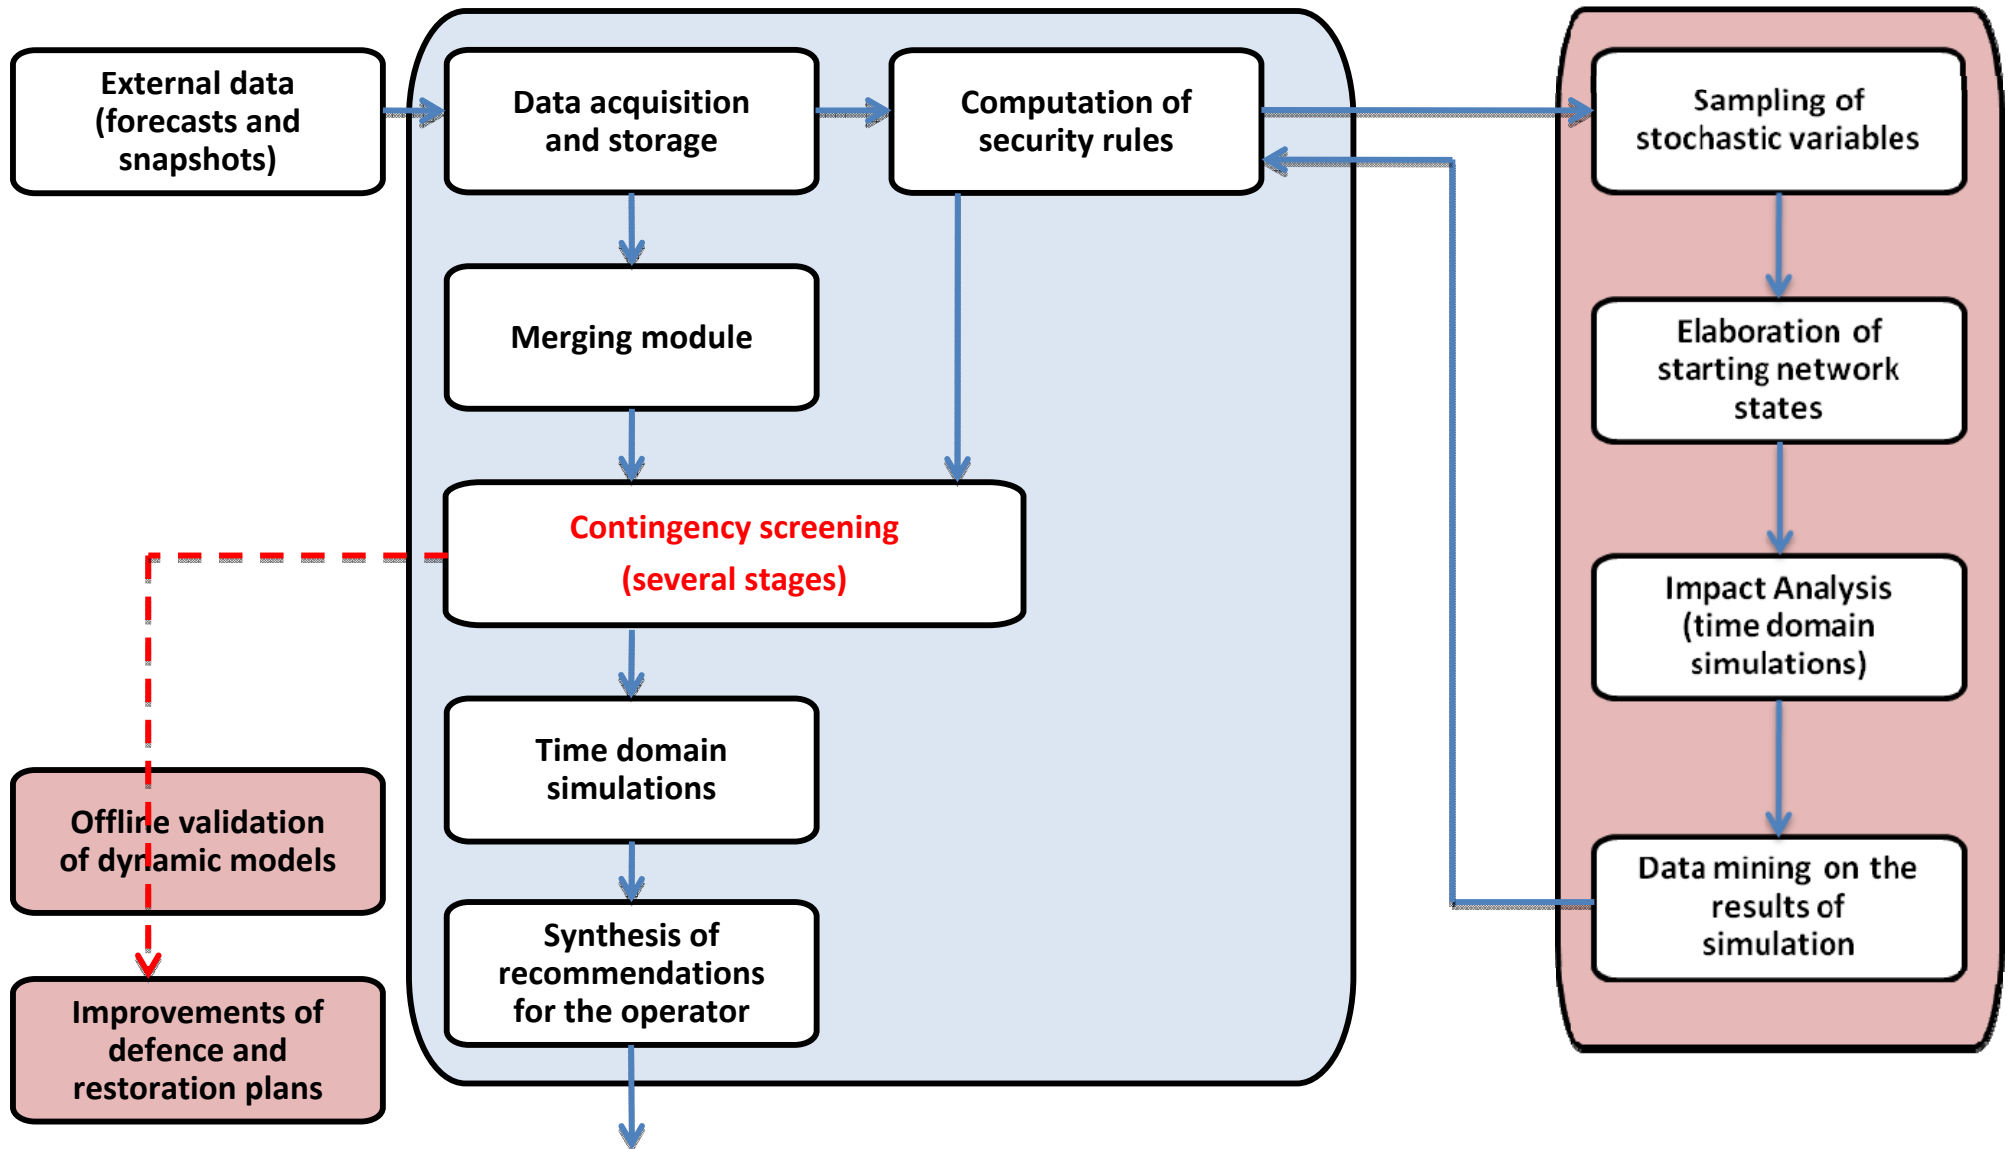 External data
(forecasts and
snapshots)
Data acquisition
and storage
Computation of
security rules
Sampling of
stochastic variables
Merging module
Elaboration of
starting network
states
Contingency screening
(several stages)
Impact Analysis
(time domain
simulations)
Time domain
simulations
Offline validation
of dynamic models
Data mining on the
results of
simulation
Synthesis of
recommendations
for the operator
Improvements of
defence and
restoration plans